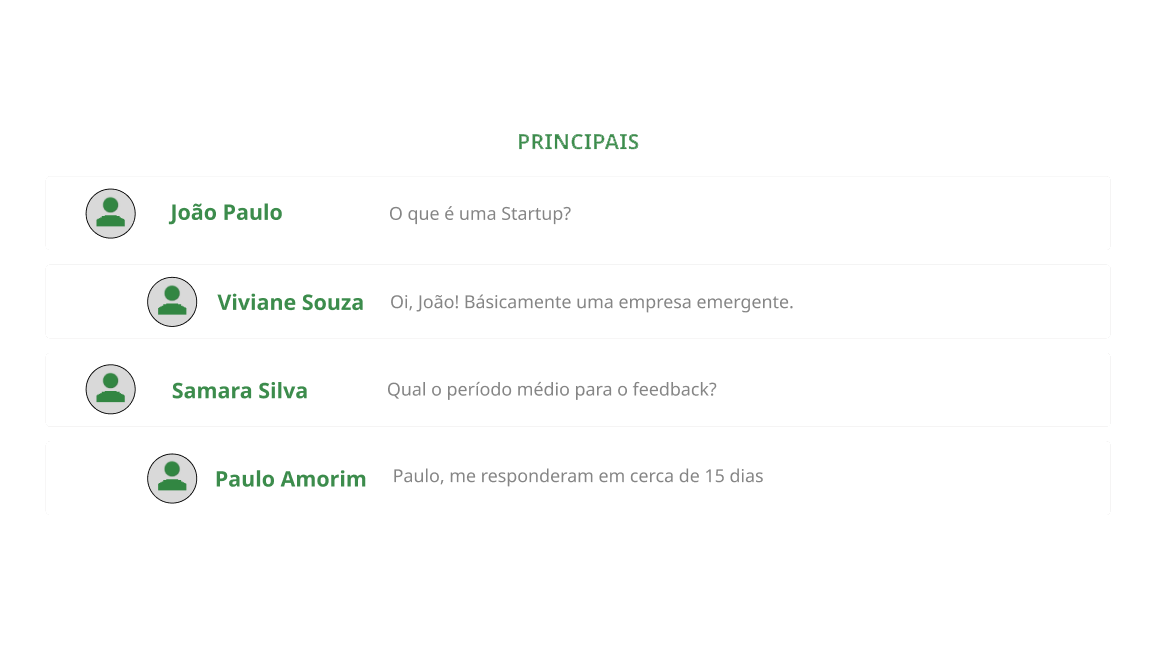 PRINCIPAIS
João Paulo O que é uma Startup?
Viviane Souza Oi, João! Básicamente uma empresa emergente.
Samara Silva Qual o período médio para o feedback?
Paulo Amorim Paulo, me responderam em cerca de 15 dias